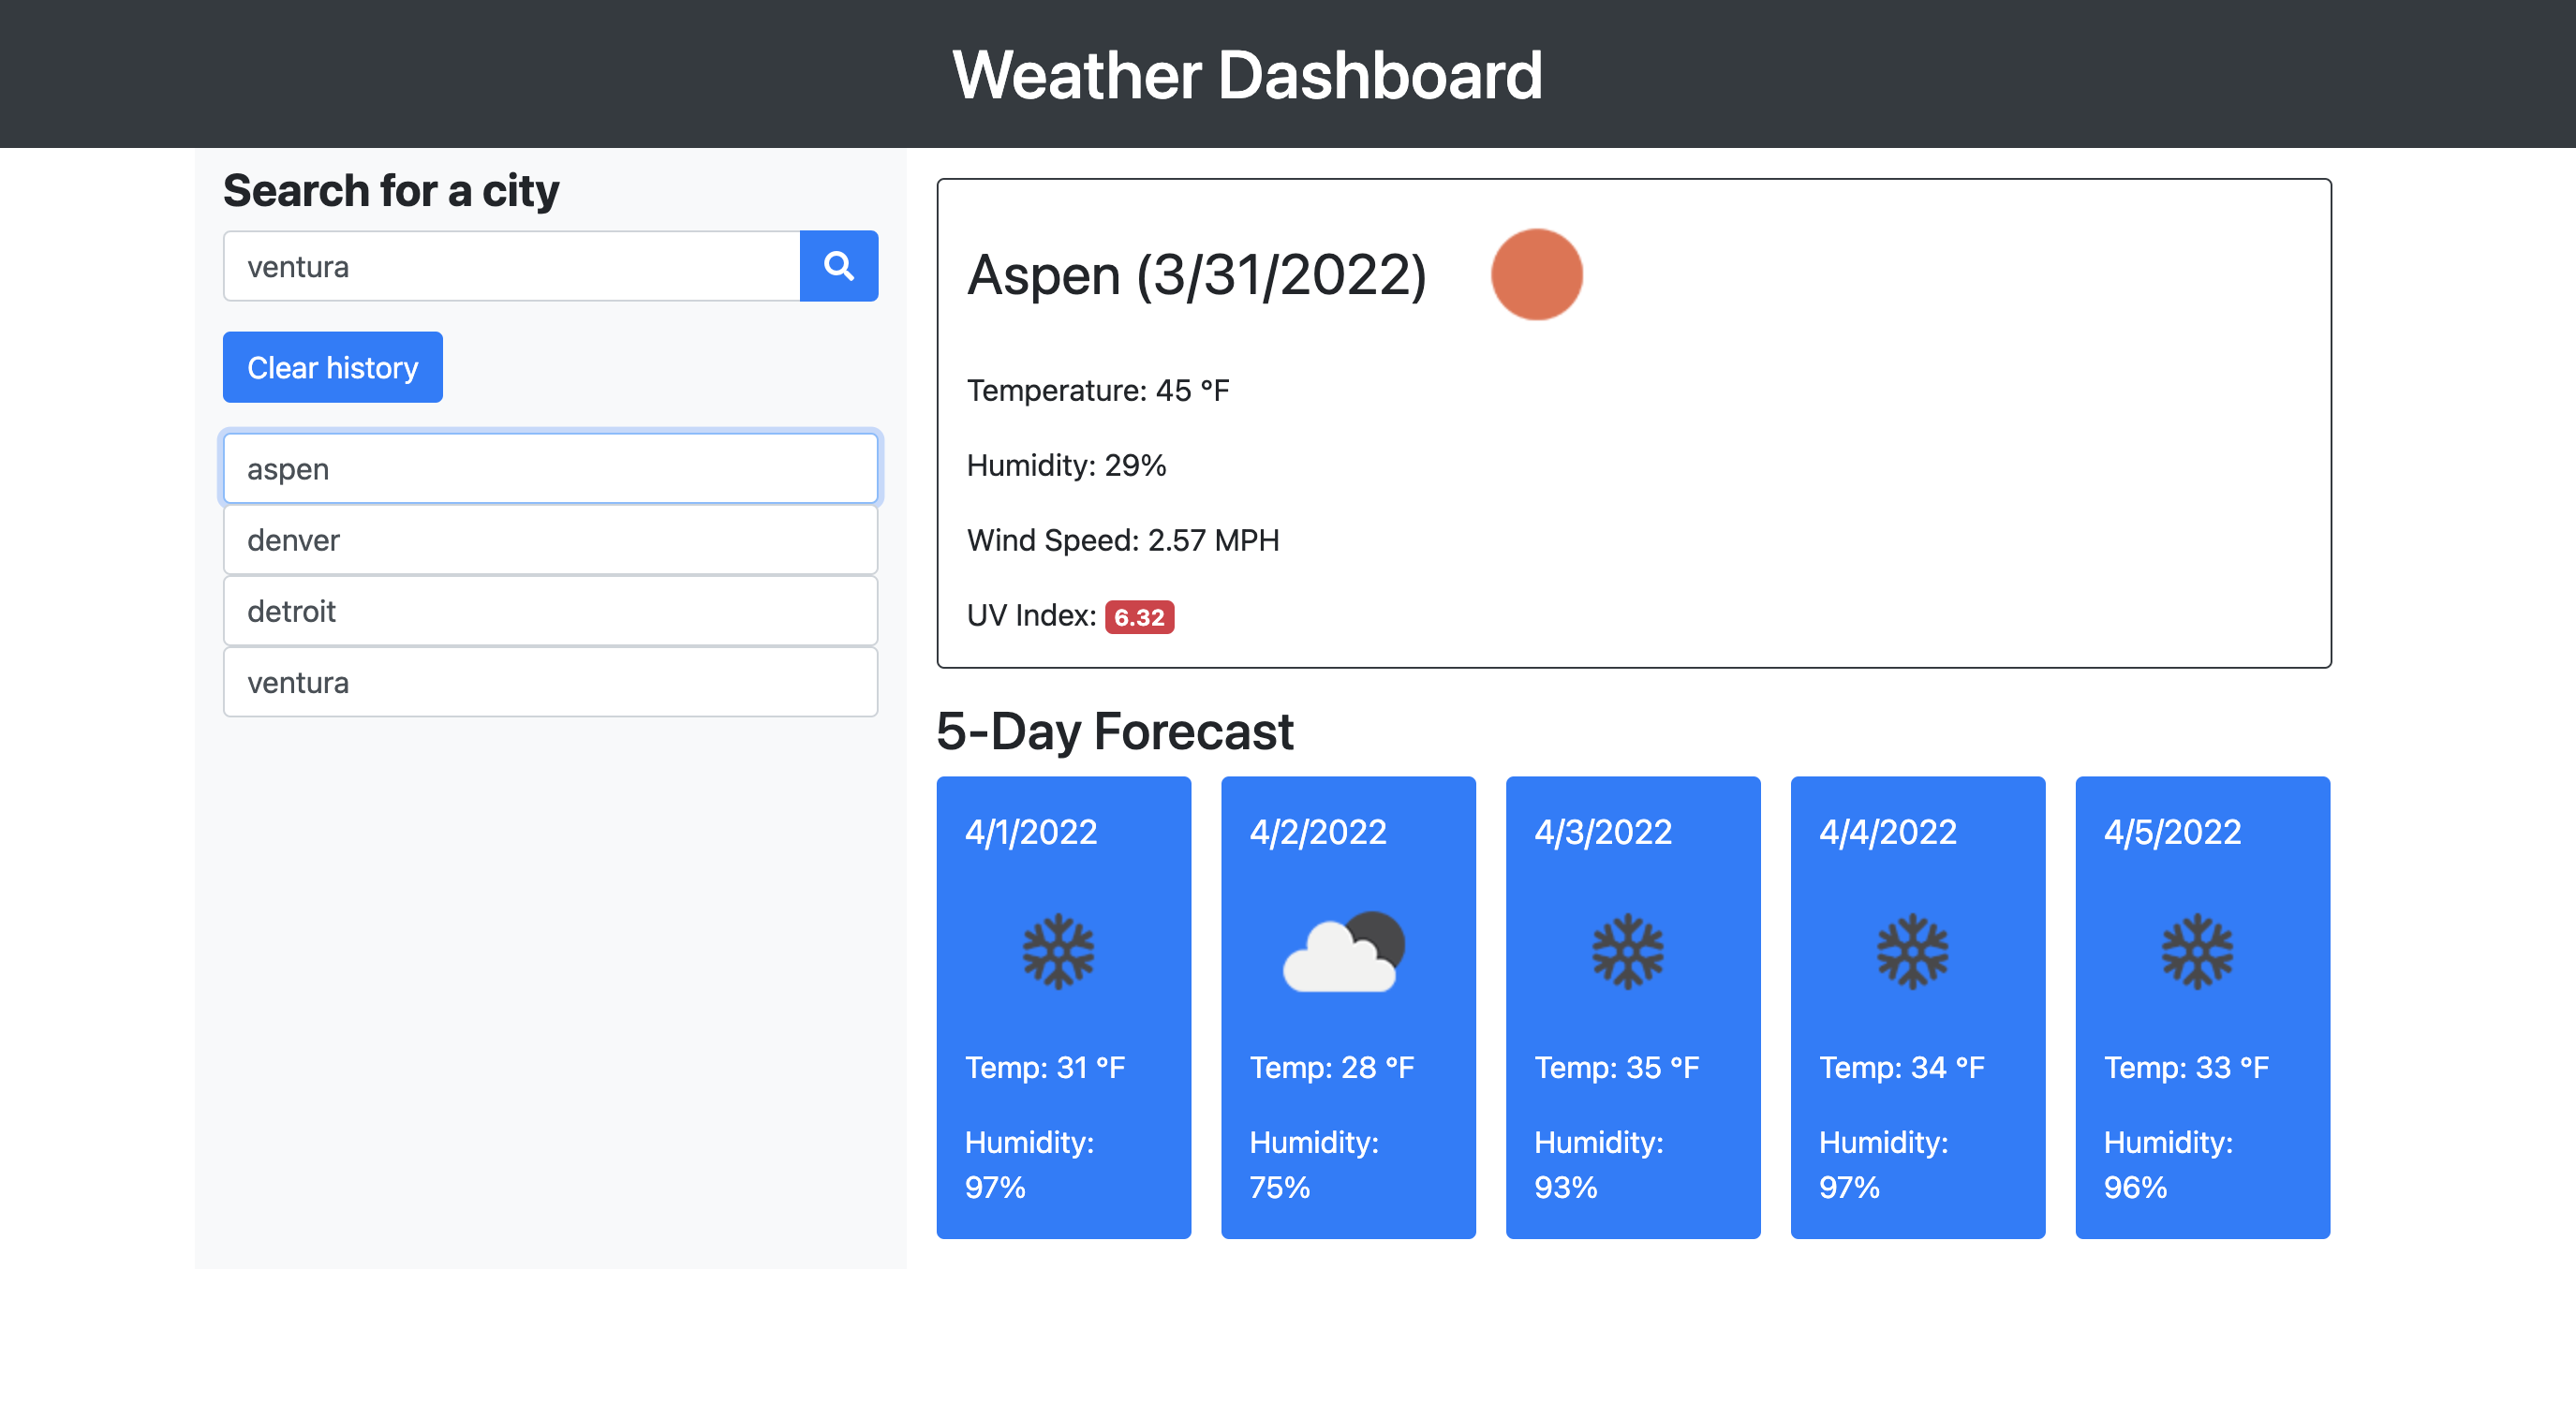 Weather Dashboard
Search for a city
ventura
Clear history
aspen
denver
detroit
ventura
Aspen (3/31/2022)
Temperature: 45 °F
Humidity: 29%
Wind Speed: 2.57 MPH
UV Index: 6.32
5-Day Forecast
4/1/2022
Temp: 31 °F
Humidity:
97%
4/2/2022
Temp: 28 °F
Humidity:
75%
4/3/2022
Temp: 35 °F
Humidity:
93%
4/4/2022
Temp: 34 °F
Humidity:
97%
4/5/2022
Temp: 33 °F
Humidity:
96%